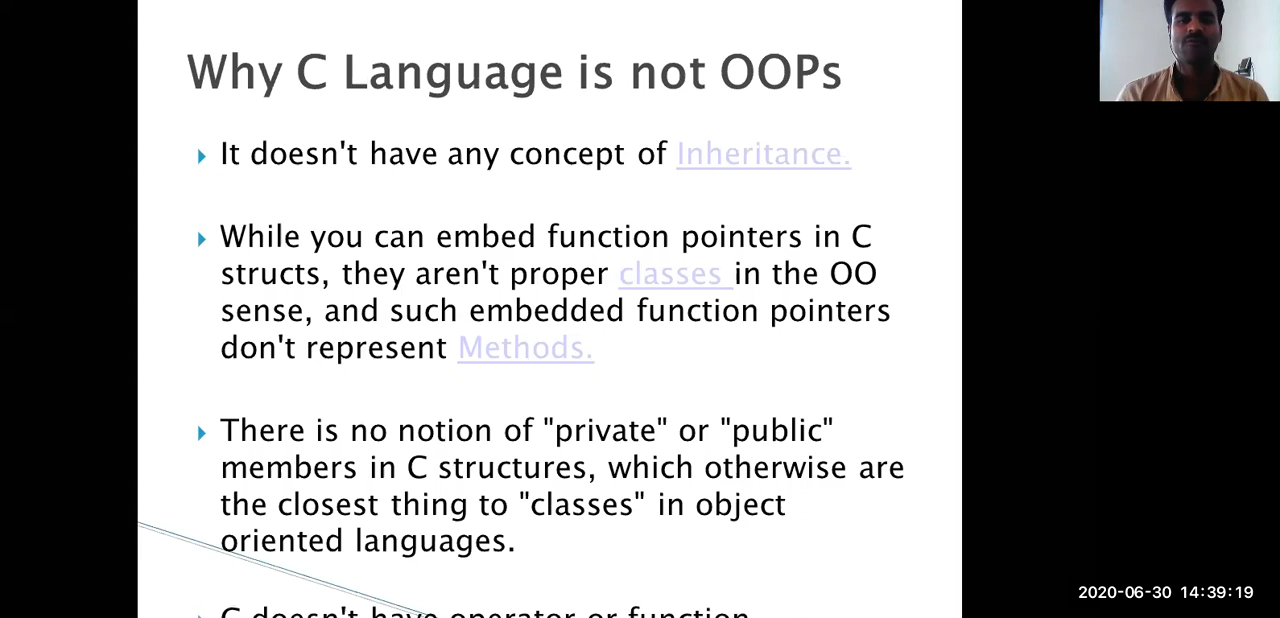 Why C Language is not OOPs
It doesn't have any concept of Inheritance.
While you can embed function pointers in C
structs, they aren't proper classes in the OO
sense, and such embedded function pointers
don't represent Methods.
There is no notion of "private" or "public"
members in C structures, which otherwise are
the closest thing to "classes" in object
oriented languages.
C doesn't have operator or function
2020-06-30 14:39:19